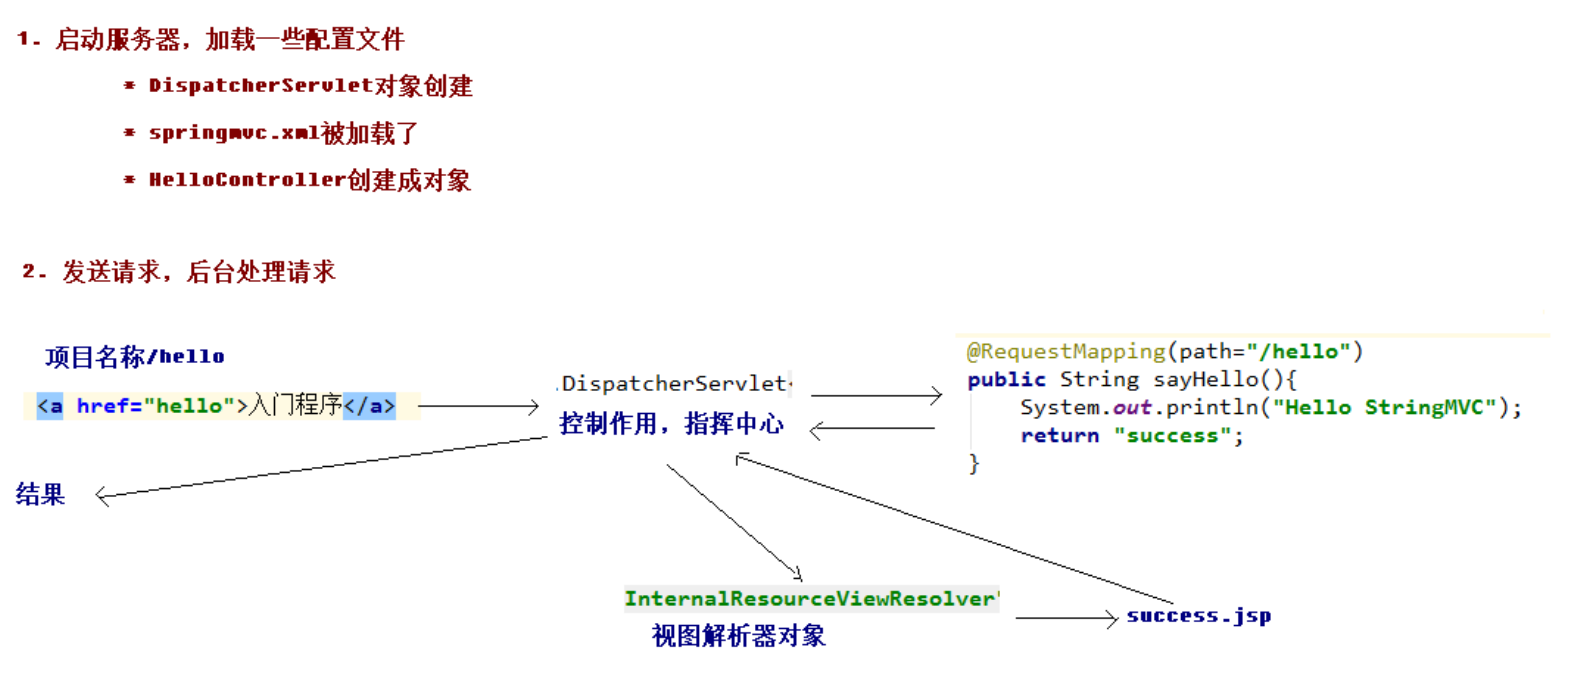 1. 启动服务器，加载一些配置文件
* DispatcherServlet对象创建
* springmvc.xml被加载了
* HelloController创建成对象
2. 发送请求，后台处理请求
项目名称/hello
<a href="hello">入门程序</a>
.DispatcherServlet
控制作用，指挥中心
@RequestMapping(path="/hello")
public String sayHello(){
System.out.println("Hello StringMVC");
return "success";
}
结果
InternalResourceViewResolver"
视图解析器对象
success.jsp